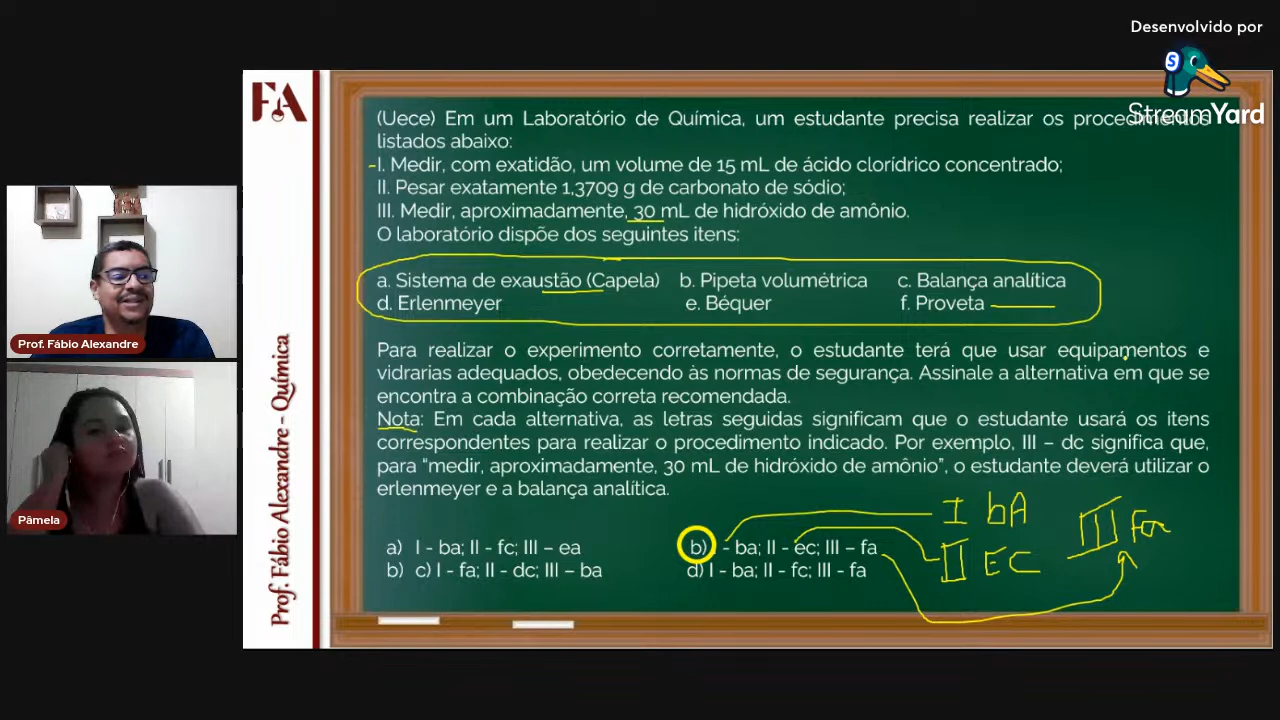 Desenvolvido por
StreamYard
FA
(Uece) Em um Laboratório de Química, um estudante precisa realizar os procedimentos
listados abaixo:
I. Medir, com exatidão, um volume de 15 mL de ácido clorídrico concentrado;
II. Pesar exatamente 1,3709 g de carbonato de sódio;
III. Medir, aproximadamente, 30 mL de hidróxido de amônio.
O laboratório dispõe dos seguintes itens:
a. Sistema de exaustão (Capela) b. Pipeta volumétrica c. Balança analítica
d. Erlenmeyer e. Béquer f. Proveta
Para realizar o experimento corretamente, o estudante terá que usar equipamentos e
vidrarias adequados, obedecendo às normas de segurança. Assinale a alternativa em que se
encontra a combinação correta recomendada.
Nota: Em cada alternativa, as letras seguidas significam que o estudante usará os itens
correspondentes para realizar o procedimento indicado. Por exemplo, III – dc significa que,
para “medir, aproximadamente, 30 mL de hidróxido de amônio”, o estudante deverá utilizar o
erlenmeyer e a balança analítica.
a) I - ba; II - fc; III – ea
b) I - ba; II - ec; III – fa
b) c) I - fa; II - dc; III – ba
d) I - ba; II - fc; III - fa
I bA
II EC
III Fa
Prof. Fábio Alexandre - Química
Prof. Fábio Alexandre
Pâmela